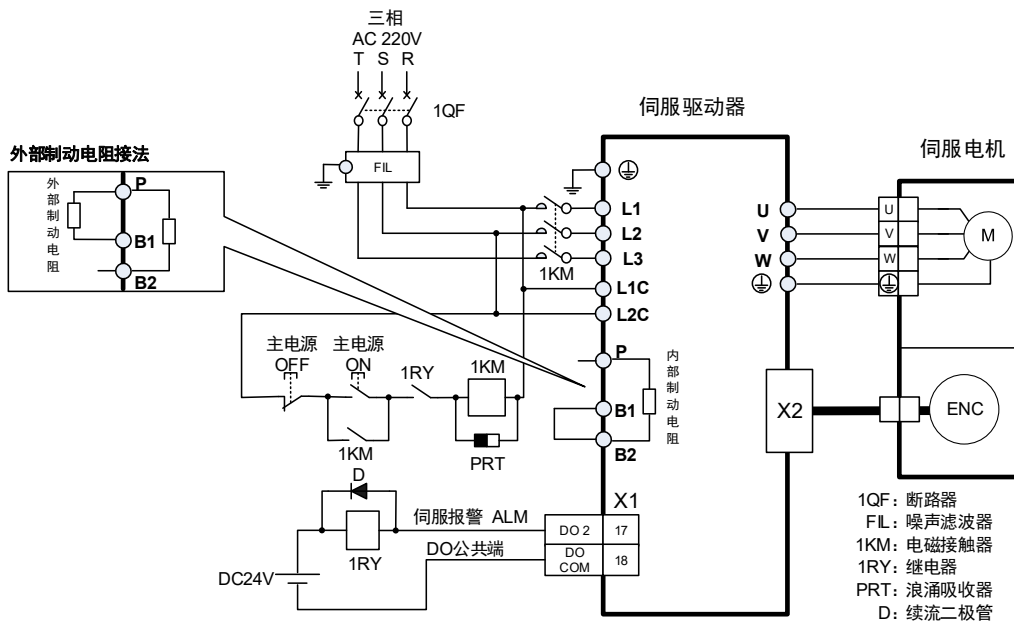 三相
AC 220V
T S R
1QF
FIL
外部制动电阻接法
外部制动电阻
P
B1
B2
伺服驱动器
L1
L2
L3
1KM
L1C
L2C
U
V
W
伺服电机
U
V
W
M
主电源
OFF
主电源
ON
1RY
1KM
1KM
PRT
P
B1
B2
内部制动电阻
X2
ENC
D
1RY
DC24V
伺服报警 ALM
DO公共端
X1
DO 2
17
DO
COM
18
1QF：断路器
FIL：噪声滤波器
1KM：电磁接触器
1RY：继电器
PRT：浪涌吸收器
D：续流二极管